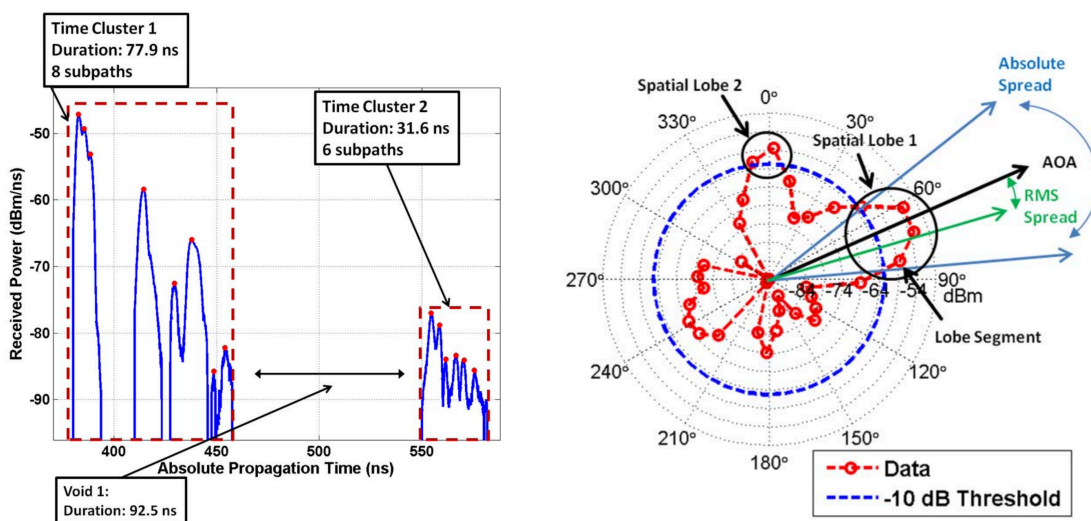 Time Cluster 1
Duration: 77.9 ns
8 subpaths
Time Cluster 2
Duration: 31.6 ns
6 subpaths
Received Power (dBm/ns)
-50
-60
-70
-80
-90
400
450
500
550
Absolute Propagation Time (ns)
Void 1:
Duration: 92.5 ns
Absolute
Spread
Spatial Lobe 2
0°
330°
30°
Spatial Lobe 1
AOA
300°
60°
RMS
Spread
270°
-84 -74 -64 -54
90°
dBm
Lobe Segment
240°
120°
210°
150°
180°
Data
-10 dB Threshold